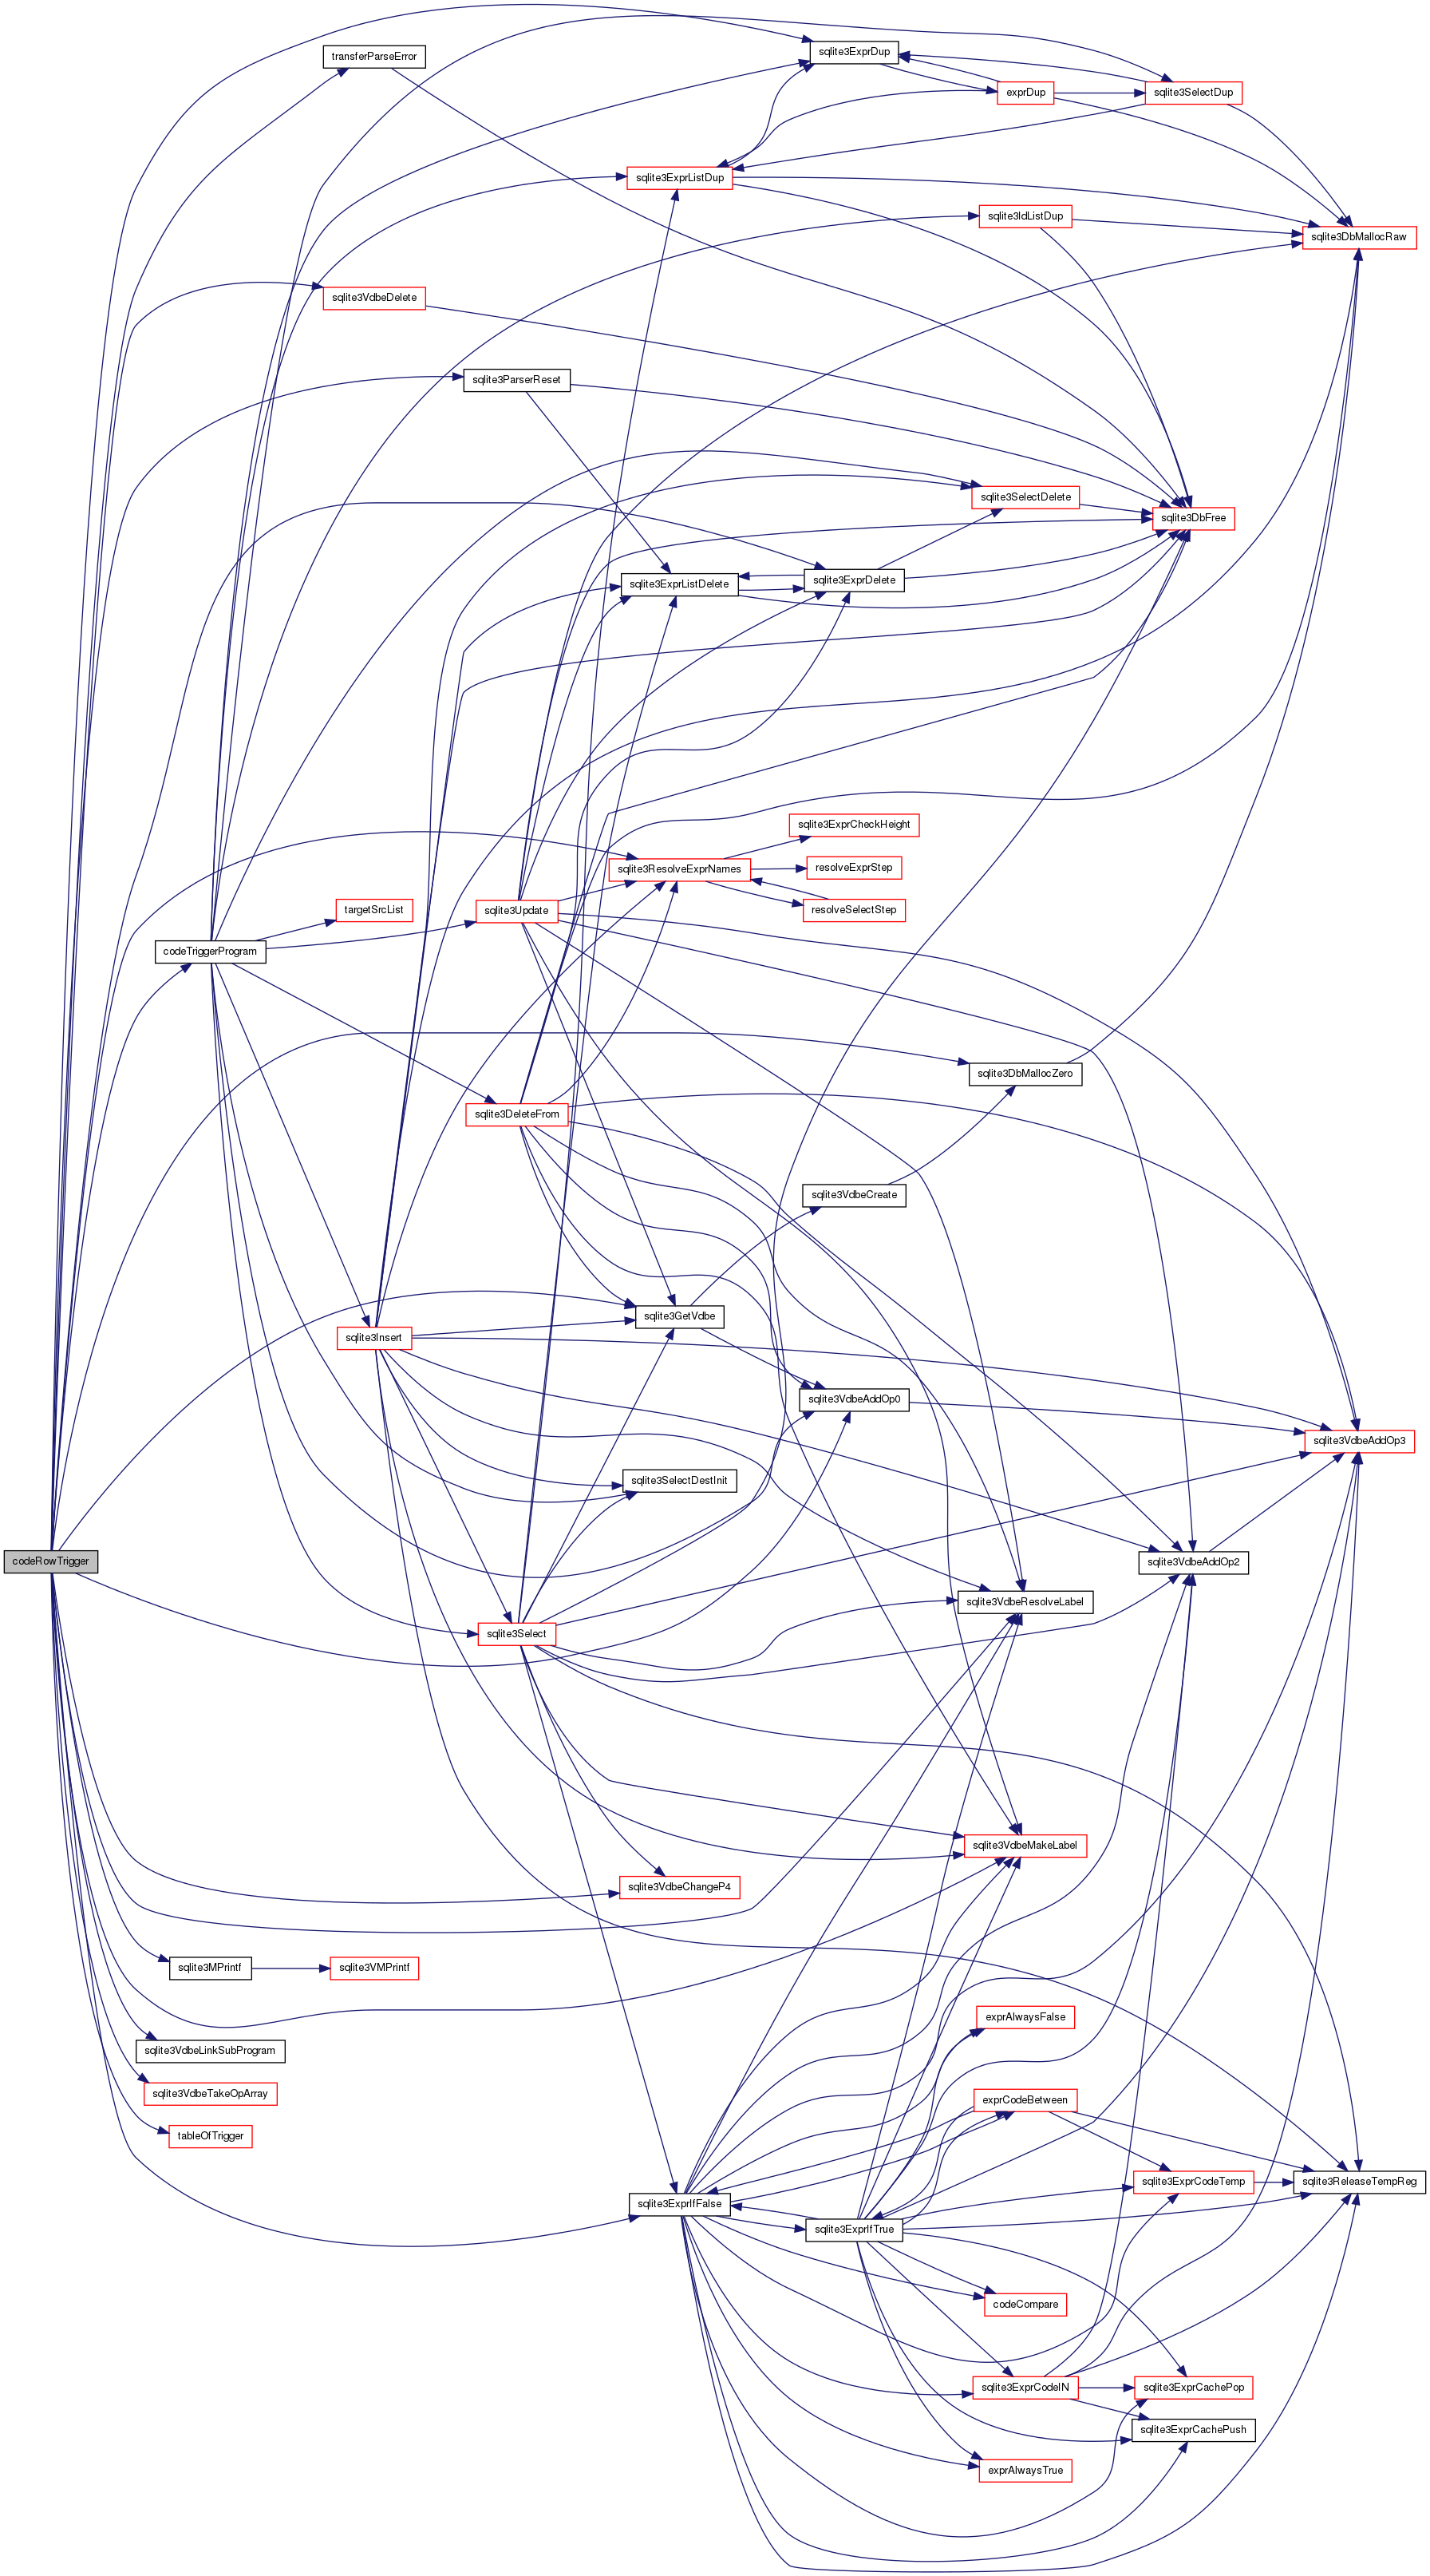 sqlite3ExprDup
transferParseError
exprDup
sqlite3SelectDup
sqlite3ExprListDup
sqlite3IdListDup
sqlite3DbMallocRaw
sqlite3VdbeDelete
sqlite3ParserReset
sqlite3SelectDelete
sqlite3DbFree
sqlite3ExprListDelete
sqlite3ExprDelete
sqlite3ExprCheckHeight
sqlite3ResolveExprNames
resolveExprStep
targetSrcList
sqlite3Update
resolveSelectStep
codeTriggerProgram
sqlite3DbMallocZero
sqlite3DeleteFrom
sqlite3VdbeCreate
sqlite3GetVdbe
sqlite3Insert
sqlite3VdbeAddOp0
sqlite3VdbeAddOp3
sqlite3SelectDestInit
codeRowTrigger
sqlite3VdbeAddOp2
sqlite3VdbeResolveLabel
sqlite3Select
sqlite3VdbeMakeLabel
sqlite3VdbeChangeP4
sqlite3MPrintf
sqlite3VMPrintf
exprAlwaysFalse
sqlite3VdbeLinkSubProgram
sqlite3VdbeTakeOpArray
exprCodeBetween
tableOfTrigger
sqlite3ExprCodeTemp
sqlite3ReleaseTempReg
sqlite3ExprIfFalse
sqlite3ExprIfTrue
codeCompare
sqlite3ExprCodeIN
sqlite3ExprCachePop
sqlite3ExprCachePush
exprAlwaysTrue